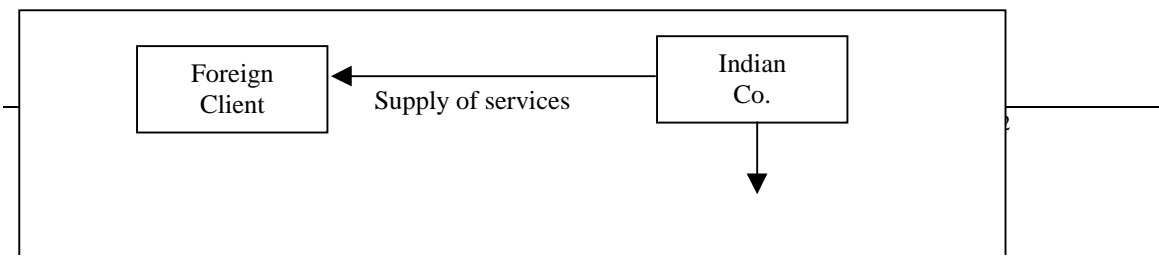 Foreign
Client
Supply of services
Indian
Co.